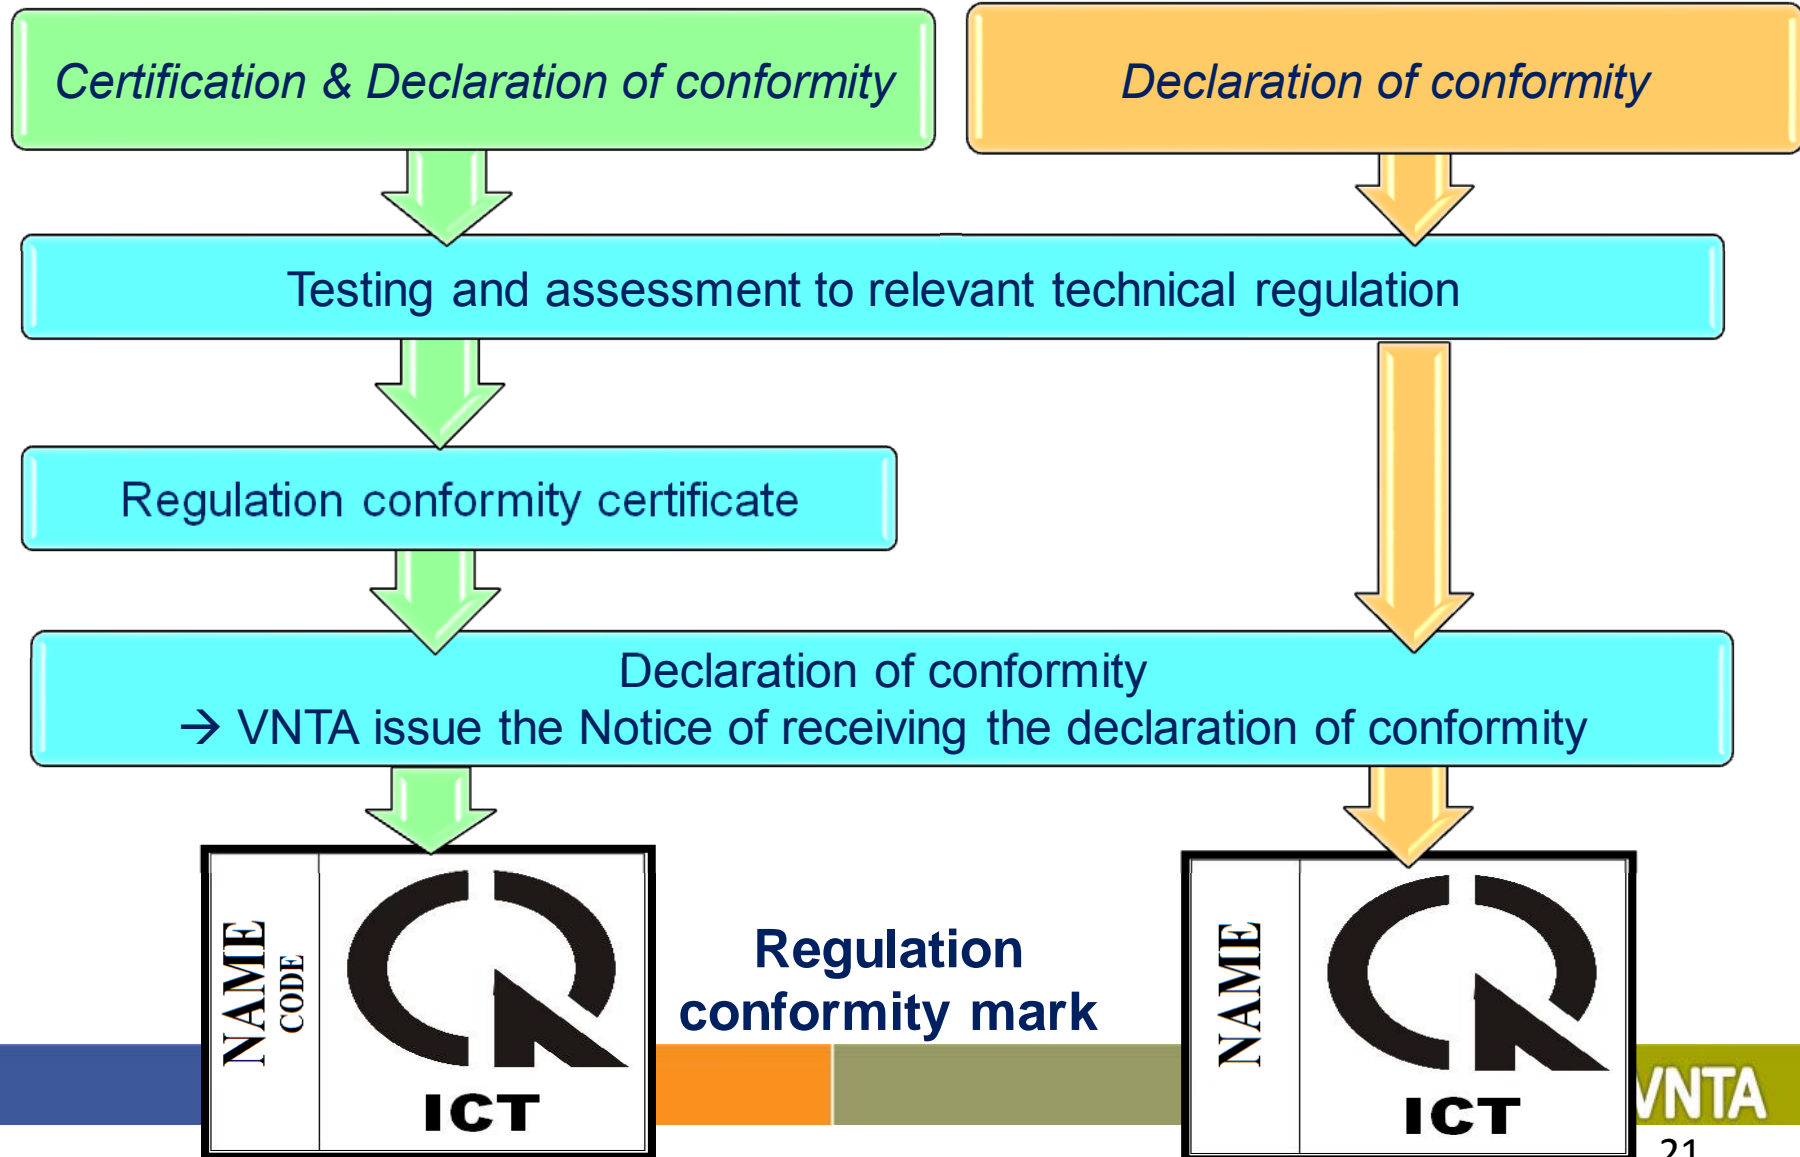 Certification & Declaration of conformity
Declaration of conformity
Testing and assessment to relevant technical regulation
Regulation conformity certificate
Declaration of conformity
→ VNTA issue the Notice of receiving the declaration of conformity
NAME
CODE
ICT
Regulation
conformity mark
NAME
ICT
VNTA
21